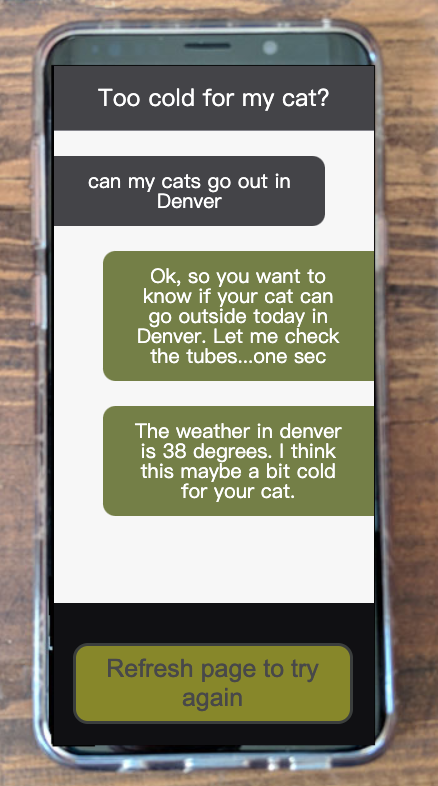 Too cold for my cat?
can my cats go out in
Denver
Ok, so you want to
know if your cat can
go outside today in
Denver. Let me check
the tubes...one sec
The weather in denver
is 38 degrees. I think
this maybe a bit cold
for your cat.
Refresh page to try
again